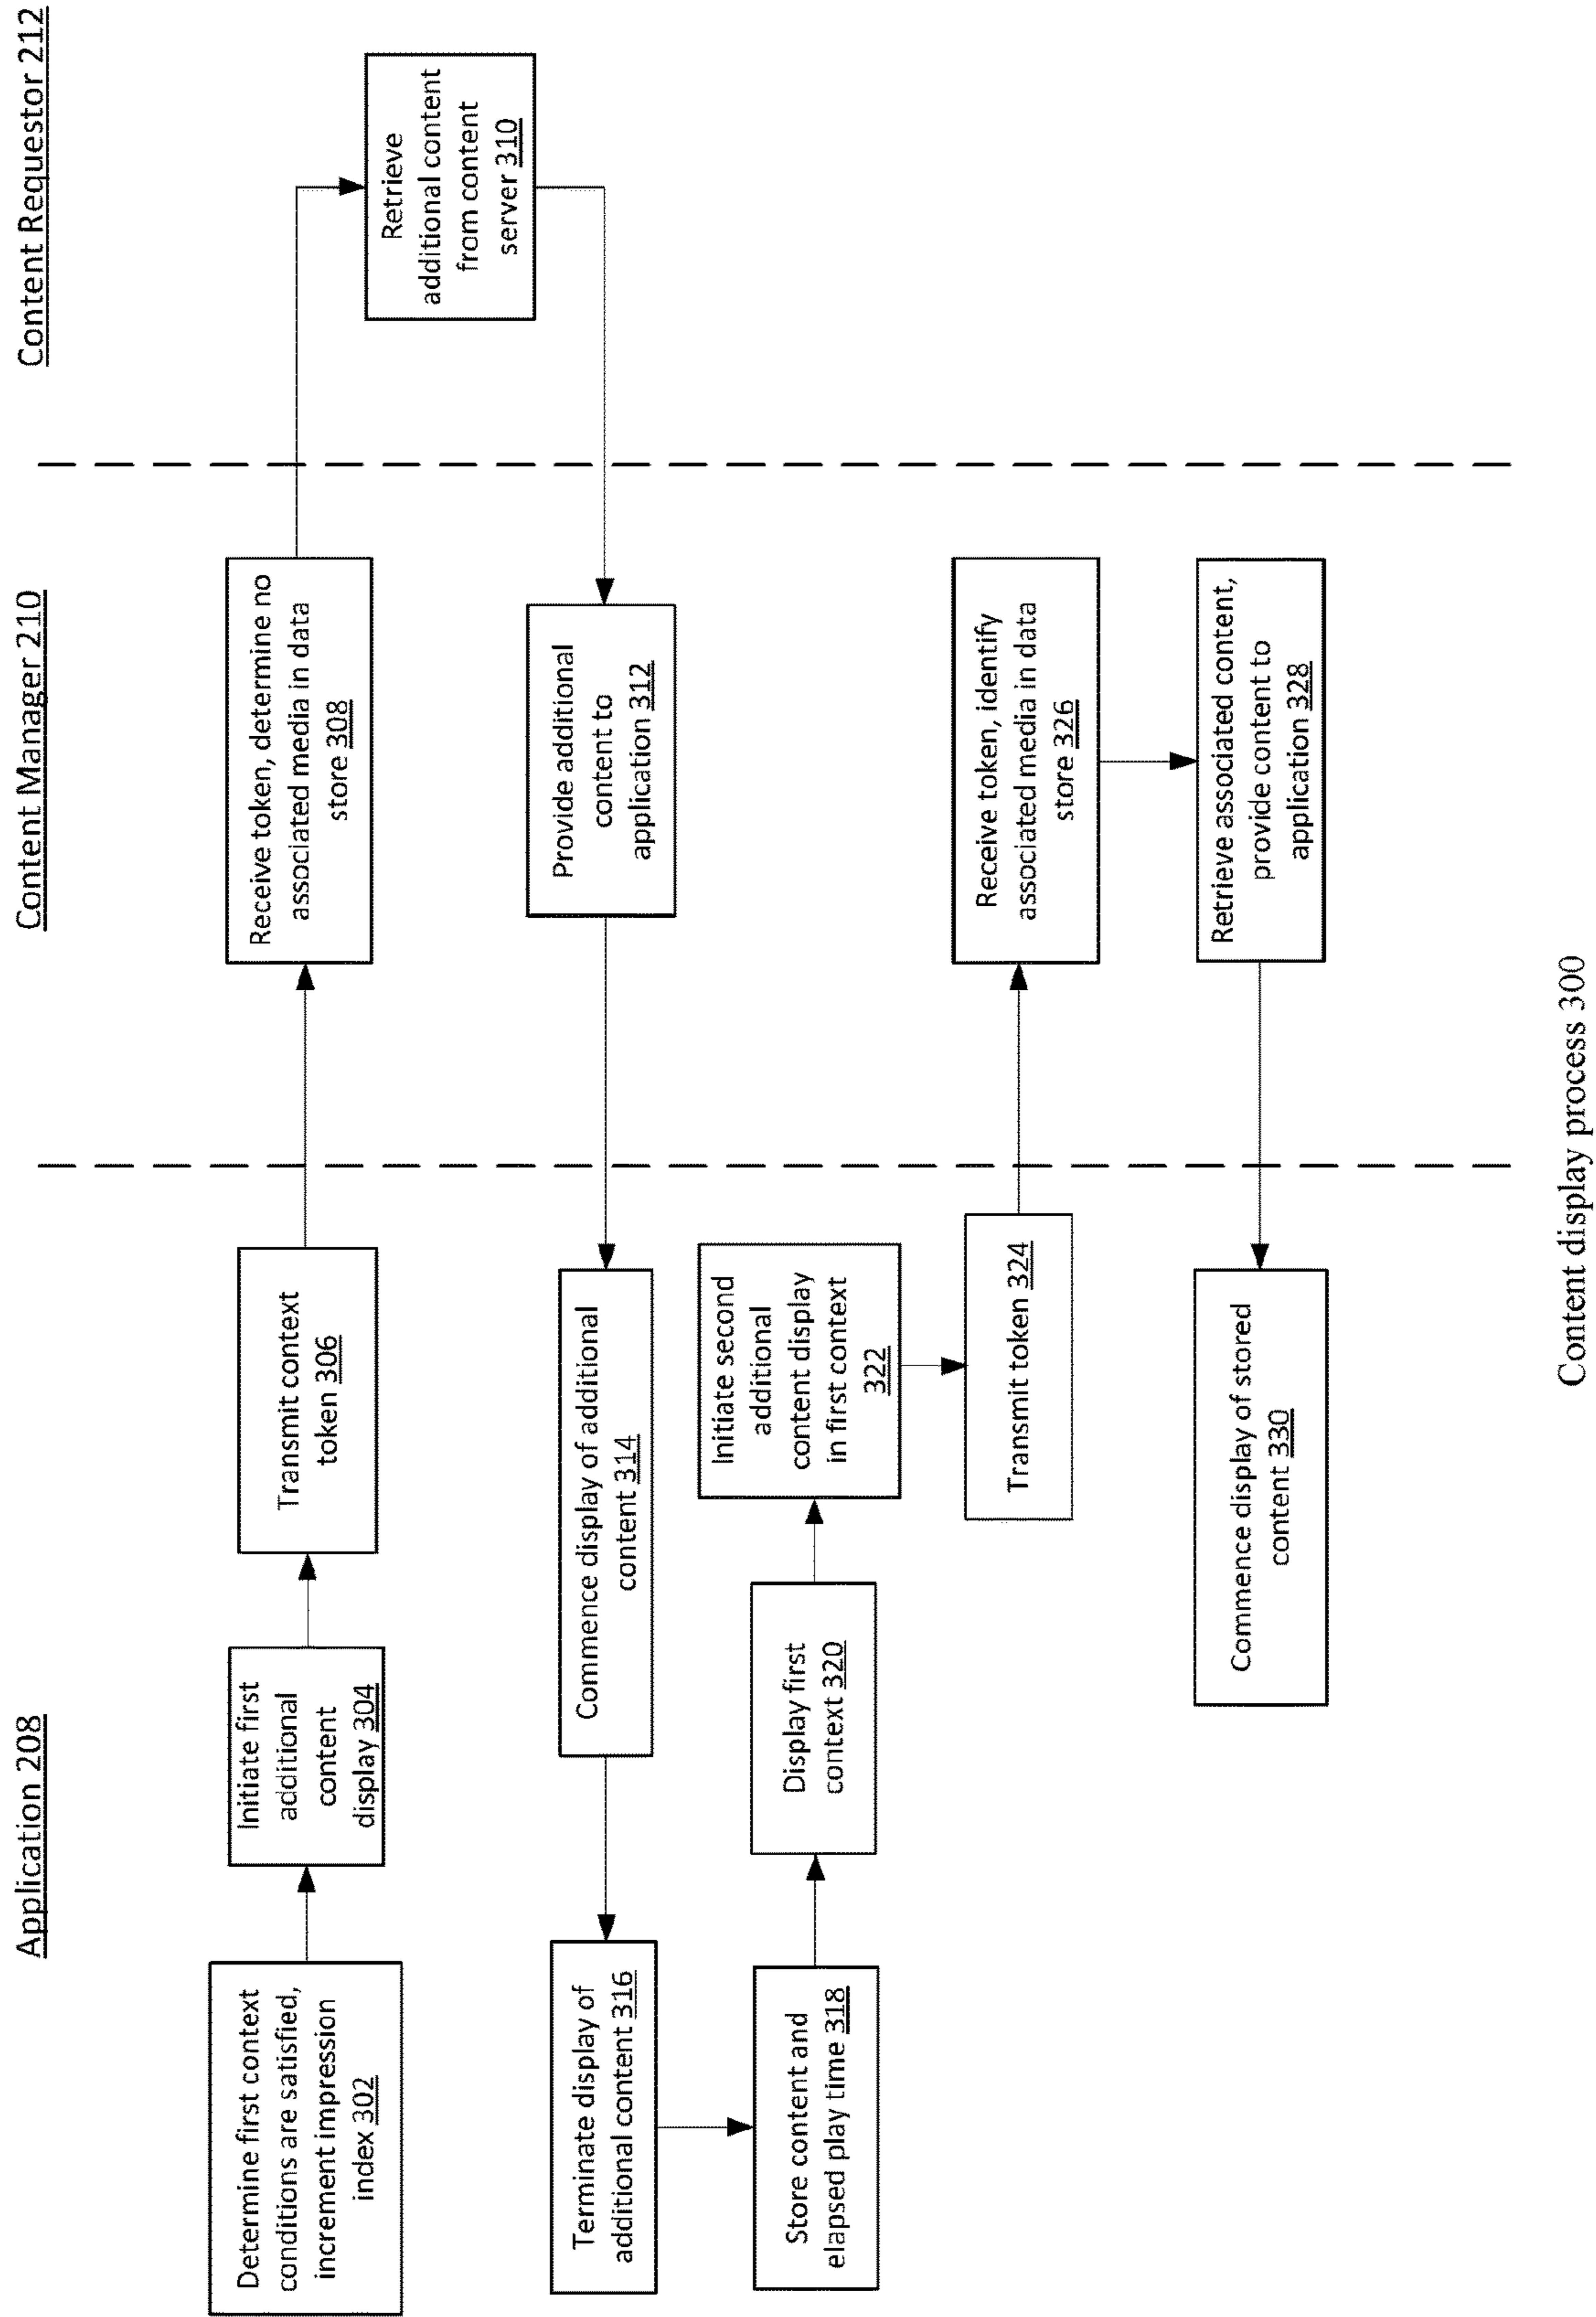 Application 208
Content Manager 210
Content Requestor 212
Determine first context
conditions are satisfied,
increment impression
index 302
Initiate first
additional
content
display 304
Transmit context
token 306
Receive token, determine no
associated media in data
store 308
Retrieve
additional content
from content
server 310
Provide additional
content to
application 312
Commence display of additional
content 314
Terminate display of
additional content 316
Store content and
elapsed play time 318
Display first
context 320
Initiate second
additional
content display
in first context
322
Transmit token 324
Receive token, identify
associated media in data
store 326
Retrieve associated content,
provide content to
application 328
Commence display of stored
content 330
Content display process 300